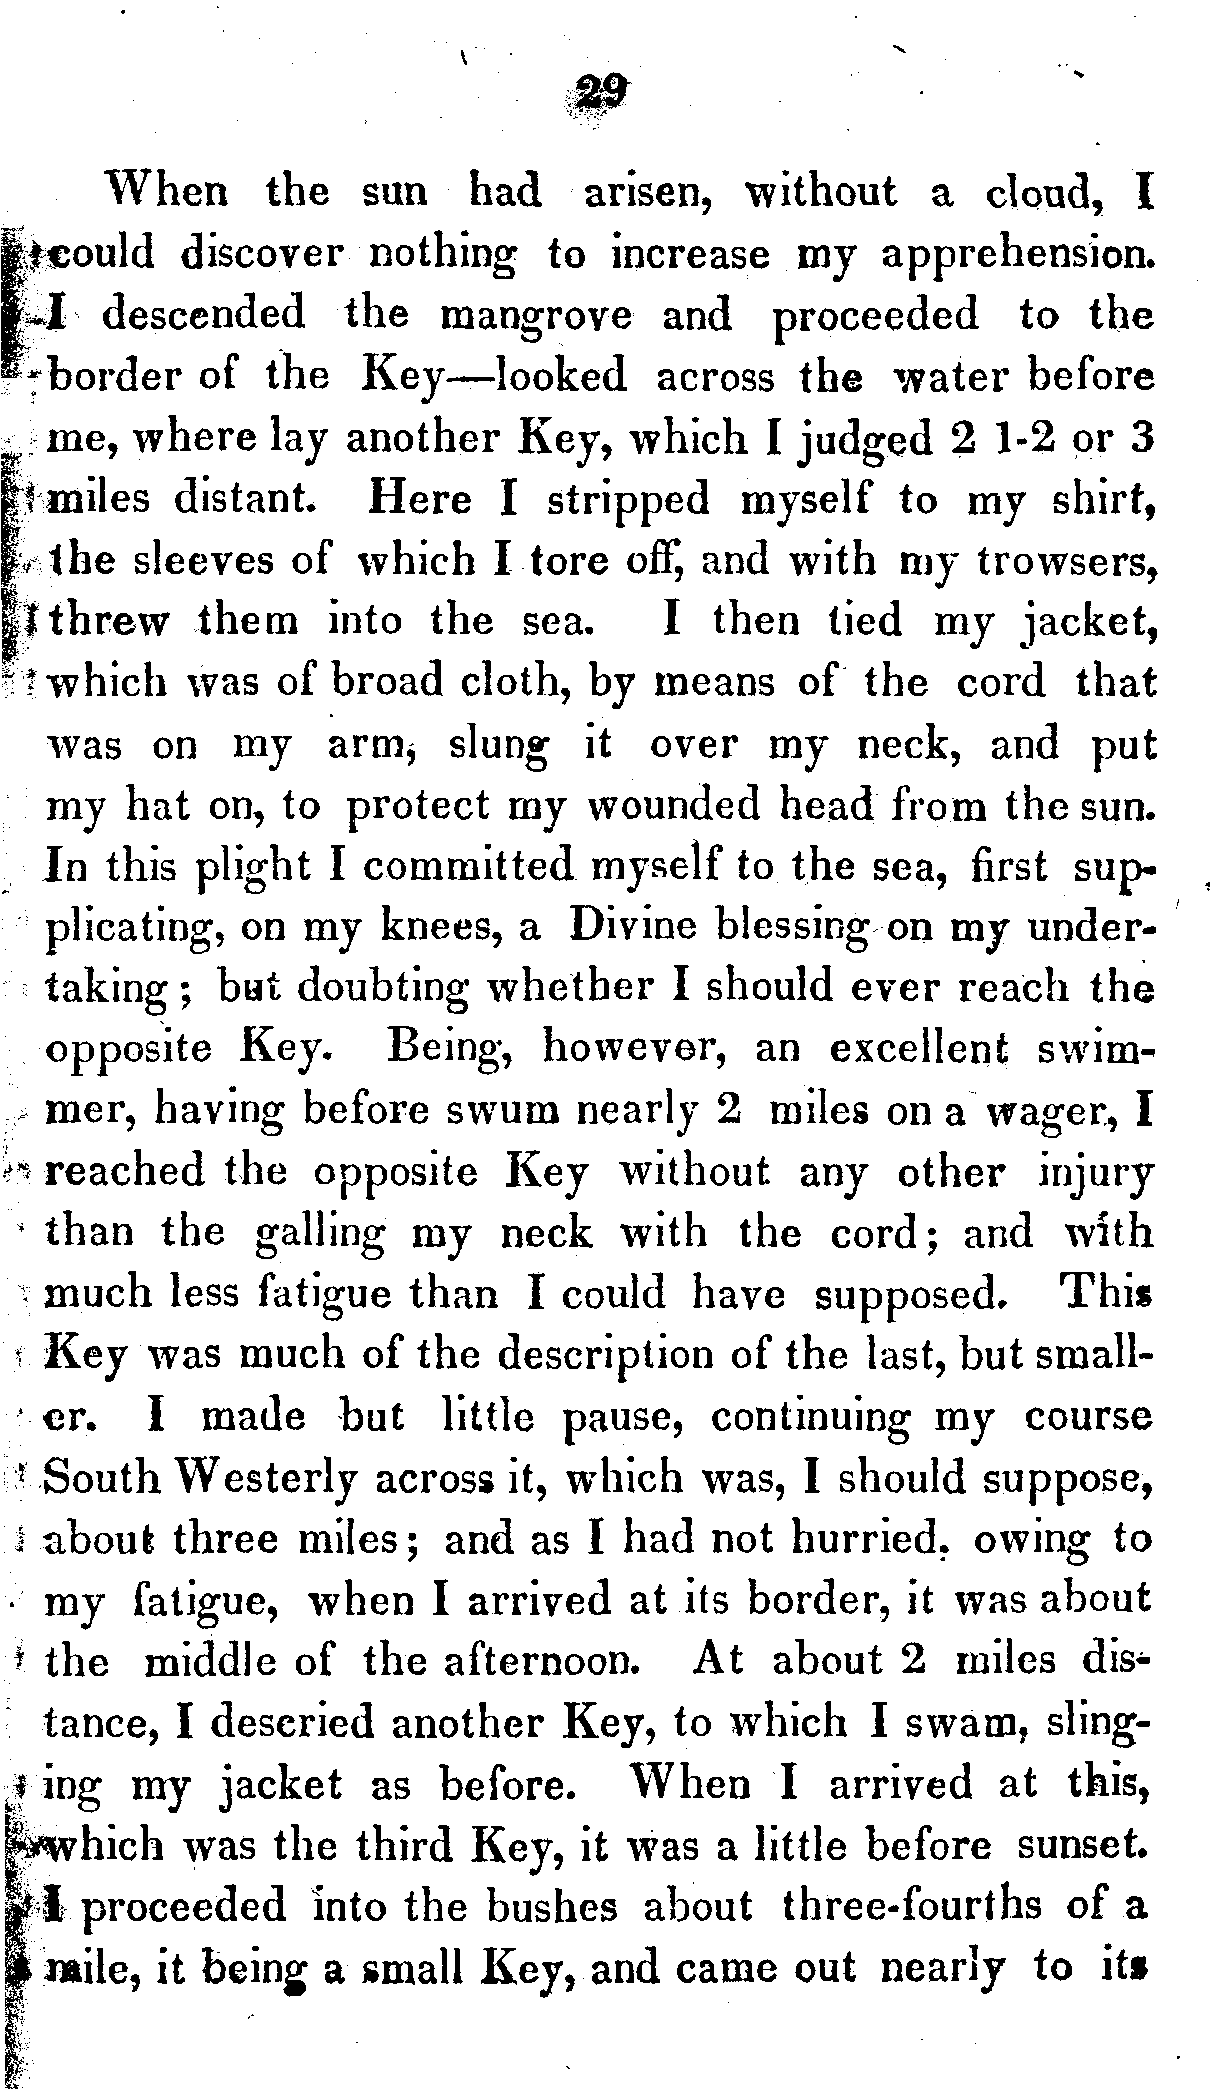 29
When the sun had arisen, without a cloud, I
could discover nothing to increase my apprehension.
I descended the mangrove and proceeded to the
border of the Key—looked across the water before
me, where lay another Key, which I judged 2 1-2 or 3
miles distant. Here I stripped myself to my shirt,
the sleeves of which I tore off, and with my trowsers,
threw them into the sea. I then tied my jacket,
which was of broad cloth, by means of the cord that
was on my arm, slung it over my neck, and put
my hat on, to protect my wounded head from the sun.
In this plight I committed myself to the sea, first sup-
plicating, on my knees, a Divine blessing on my under-
taking; but doubting whether I should ever reach the
opposite Key. Being, however, an excellent swim-
mer, having before swum nearly 2 miles on a wager, I
reached the opposite Key without any other injury
than the galling my neck with the cord; and with
much less fatigue than I could have supposed. This
Key was much of the description of the last, but small-
er. I made but little pause, continuing my course
South Westerly across it, which was, I should suppose,
about three miles; and as I had not hurried, owing to
my fatigue, when I arrived at its border, it was about
the middle of the afternoon. At about 2 miles dis-
tance, I descried another Key, to which I swam, sling-
ing my jacket as before. When I arrived at this,
which was the third Key, it was a little before sunset.
I proceeded into the bushes about three-fourths of a
mile, it being a small Key, and came out nearly to its